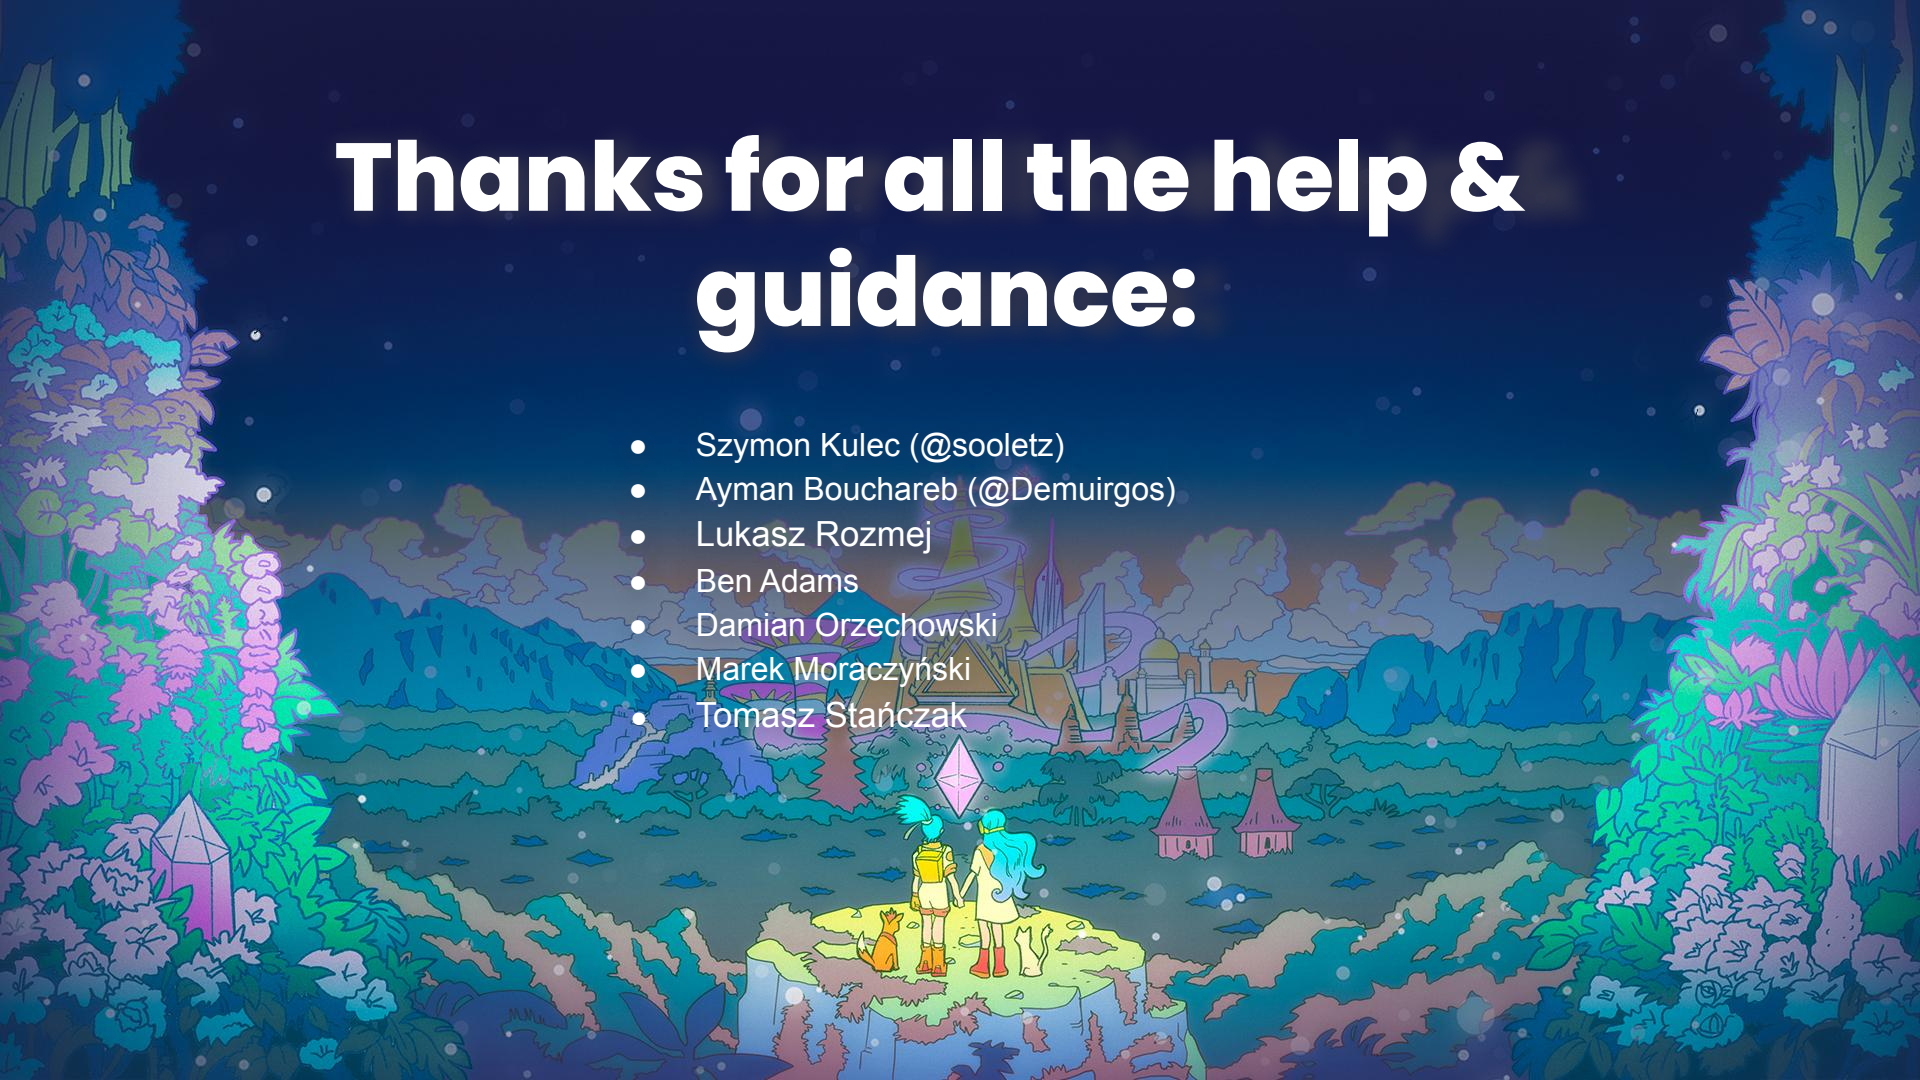 Thanks for all the help &
guidance:
● Szymon Kulec (@sooletz)
● Ayman Bouchareb (@Demuirgos)
● Lukasz Rozmej
● Ben Adams
● Damian Orzechowski
● Marek Moraczyński
● Tomasz Stańczak